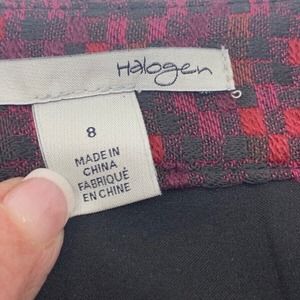 Halogen
8
MADE IN
CHINA
FABRIQUÉ
EN CHINE